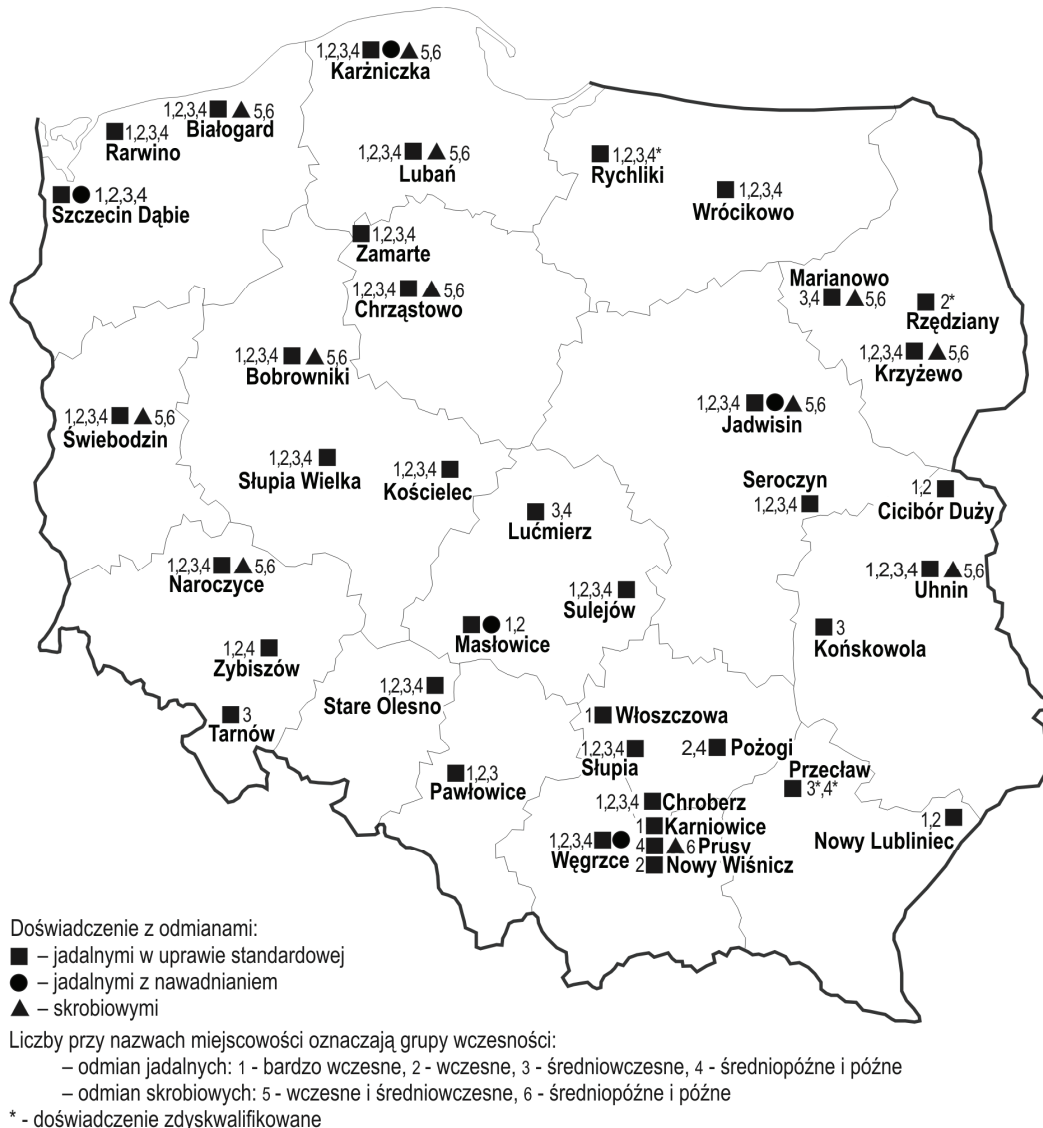 1,2,3,4 5,6
Karżniczka
1,2,3,4 5,6
Białogard
1,2,3,4
Rarwino
1,2,3,4 5,6
Lubań
1,2,3,4*
Rychliki
1,2,3,4
Wrócikowo
1,2,3,4
Szczecin Dąbie
1,2,3,4
Zamarte
1,2,3,4 5,6
Chrząstowo
Marianowo
3,4 5,6
2*
Rzędziany
1,2,3,4 5,6
Bobrowniki
1,2,3,4 5,6
Krzyżewo
1,2,3,4 5,6
Świebodzin
1,2,3,4 5,6
Jadwisin
1,2,3,4
Słupia Wielka
1,2,3,4
Kościelec
Seroczyn
1,2,3,4
1,2
Cicibór Duży
3,4
Lućmierz
1,2,3,4 5,6
Naroczyce
1,2,3,4 5,6
Uhnin
1,2,3,4
Sulejów
1,2
Masłowice
3
Końskowola
1,2,4
Zybiszów
1,2,3,4
Stare Olesno
3
Tarnów
1 Włoszczowa
1,2,3,4
Słupia
2,4 Pożogi
Przecław
3*,4*
1,2,3
Pawłowice
1,2,3,4 Chroberz
1 Karniowice
1,2,3,4
Węgrzce
4 6 Prusy
2 Nowy Wiśnicz
1,2
Nowy Lubliniec
Doświadczenie z odmianami:
– jadalnymi w uprawie standardowej
– jadalnymi z nawadnianiem
– skrobiowymi
Liczby przy nazwach miejscowości oznaczają grupy wczesności:
– odmian jadalnych: 1 - bardzo wczesne, 2 - wczesne, 3 - średniowczesne, 4 - średniopóźne i późne
– odmian skrobiowych: 5 - wczesne i średniowczesne, 6 - średniopóźne i późne
* - doświadczenie zdyskwalifikowane